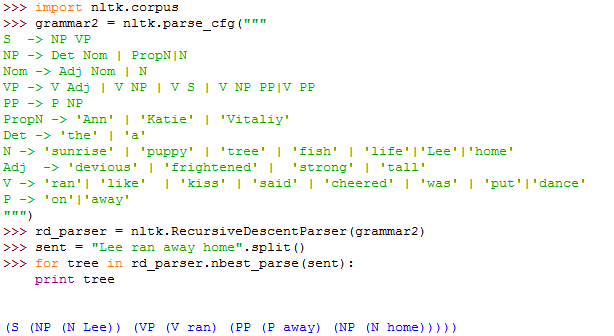 >>> import nltk.corpus
>>> grammar2 = nltk.parse_cfg("""
S  -> NP VP
NP -> Det Nom | PropN|N
Nom -> Adj Nom | N
VP -> V Adj | V NP | V S | V NP PP|V PP
PP -> P NP
PropN -> 'Ann' | 'Katie' | 'Vitaliy'
Det -> 'the' | 'a'
N -> 'sunrise' | 'puppy' | 'tree' | 'fish' | 'life'|'Lee'|'home'
Adj  -> 'devious' | 'frightened' |  'strong' | 'tall'
V -> 'ran'| 'like'  | 'kiss' | 'said' | 'cheered' | 'was' | 'put'|'dance'
P -> 'on'|'away'
""")
>>> rd_parser = nltk.RecursiveDescentParser(grammar2)
>>> sent = "Lee ran away home".split()
>>> for tree in rd_parser.nbest_parse(sent):
    print tree
(S (NP (N Lee)) (VP (V ran) (PP (P away) (NP (N home)))))